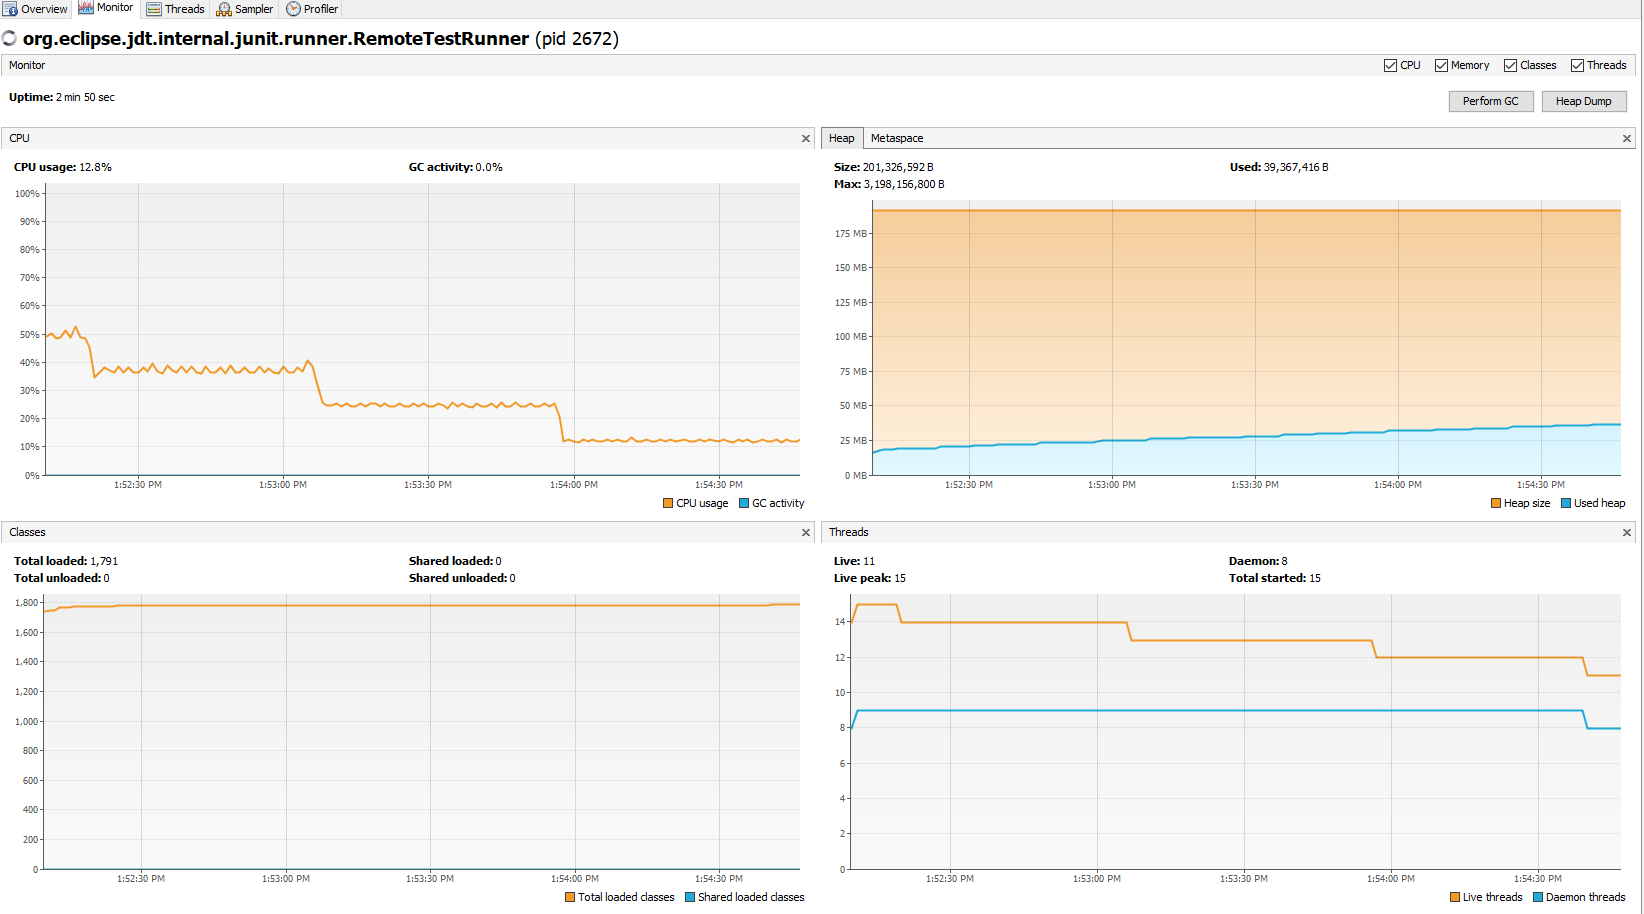 Overview Monitor Threads Sampler Profiler
org.eclipse.jdt.internal.junit.runner.RemoteTestRunner (pid 2672)
Monitor CPU Memory Classes Threads
Uptime: 2 min 50 sec
Perform GC Heap Dump
CPU
CPU usage: 12.8% GC activity: 0.0%
100%
90%
80%
70%
60%
50%
40%
30%
20%
10%
0%
1:52:30 PM 1:53:00 PM 1:53:30 PM 1:54:00 PM 1:54:30 PM
CPU usage GC activity
Heap Metaspace
Size: 201,326,592 B Used: 39,367,416 B
Max: 3,198,156,800 B
175 MB
150 MB
125 MB
100 MB
75 MB
50 MB
25 MB
0 MB
1:52:30 PM 1:53:00 PM 1:53:30 PM 1:54:00 PM 1:54:30 PM
Heap size Used heap
Classes
Total loaded: 1,791 Shared loaded: 0
Total unloaded: 0 Shared unloaded: 0
1,800
1,600
1,400
1,200
1,000
800
600
400
200
0
1:52:30 PM 1:53:00 PM 1:53:30 PM 1:54:00 PM 1:54:30 PM
Total loaded classes Shared loaded classes
Threads
Live: 11 Daemon: 8
Live peak: 15 Total started: 15
14
12
10
8
6
4
2
0
1:52:30 PM 1:53:00 PM 1:53:30 PM 1:54:00 PM 1:54:30 PM
Live threads Daemon threads